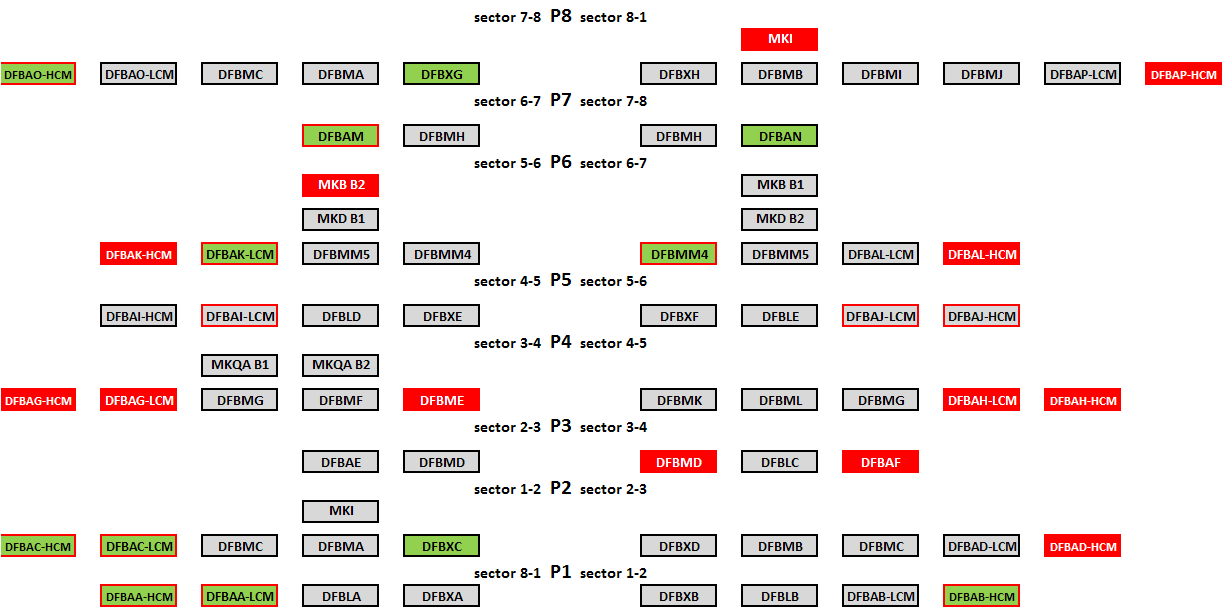 sector 7-8 P8 sector 8-1
MKI
DFBAO-HCM DFBAO-LCM DFBMC DFBMA DFBXG DFBXH DFBMB DFBMI DFBMJ DFBAP-LCM DFBAP-HCM
sector 6-7 P7 sector 7-8
DFBAM DFBMH DFBMH DFBAN
sector 5-6 P6 sector 6-7
MKB B2 MKB B1
MKD B1 MKD B2
DFBAK-HCM DFBAK-LCM DFBMM5 DFBMM4 DFBMM4 DFBMM5 DFBAL-LCM DFBAL-HCM
sector 4-5 P5 sector 5-6
DFBAI-HCM DFBAI-LCM DFBLD DFBXE DFBXF DFBLE DFBAJ-LCM DFBAJ-HCM
sector 3-4 P4 sector 4-5
MKQA B1 MKQA B2
DFBAG-HCM DFBAG-LCM DFBMG DFBMF DFBME DFBMK DFBML DFBMG DFBAH-LCM DFBAH-HCM
sector 2-3 P3 sector 3-4
DFBAE DFBMD DFBMD DFBLC DFBAF
sector 1-2 P2 sector 2-3
MKI
DFBAC-HCM DFBAC-LCM DFBMC DFBMA DFBXC DFBXD DFBMB DFBMC DFBAD-LCM DFBAD-HCM
sector 8-1 P1 sector 1-2
DFBAA-HCM DFBAA-LCM DFBLA DFBXA DFBXB DFBLB DFBAB-LCM DFBAB-HCM